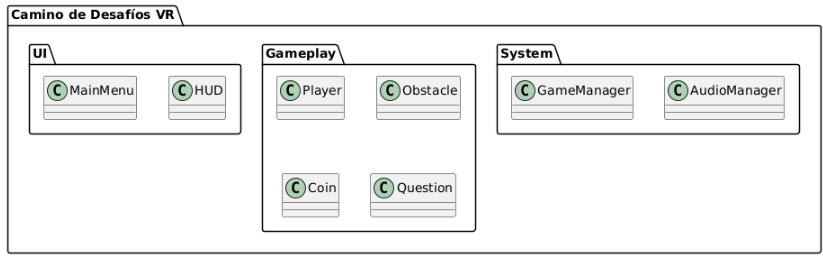 Camino de Desafíos VR
UI
C MainMenu
C HUD
Gameplay
C Player
C Obstacle
C Coin
C Question
System
C GameManager
C AudioManager